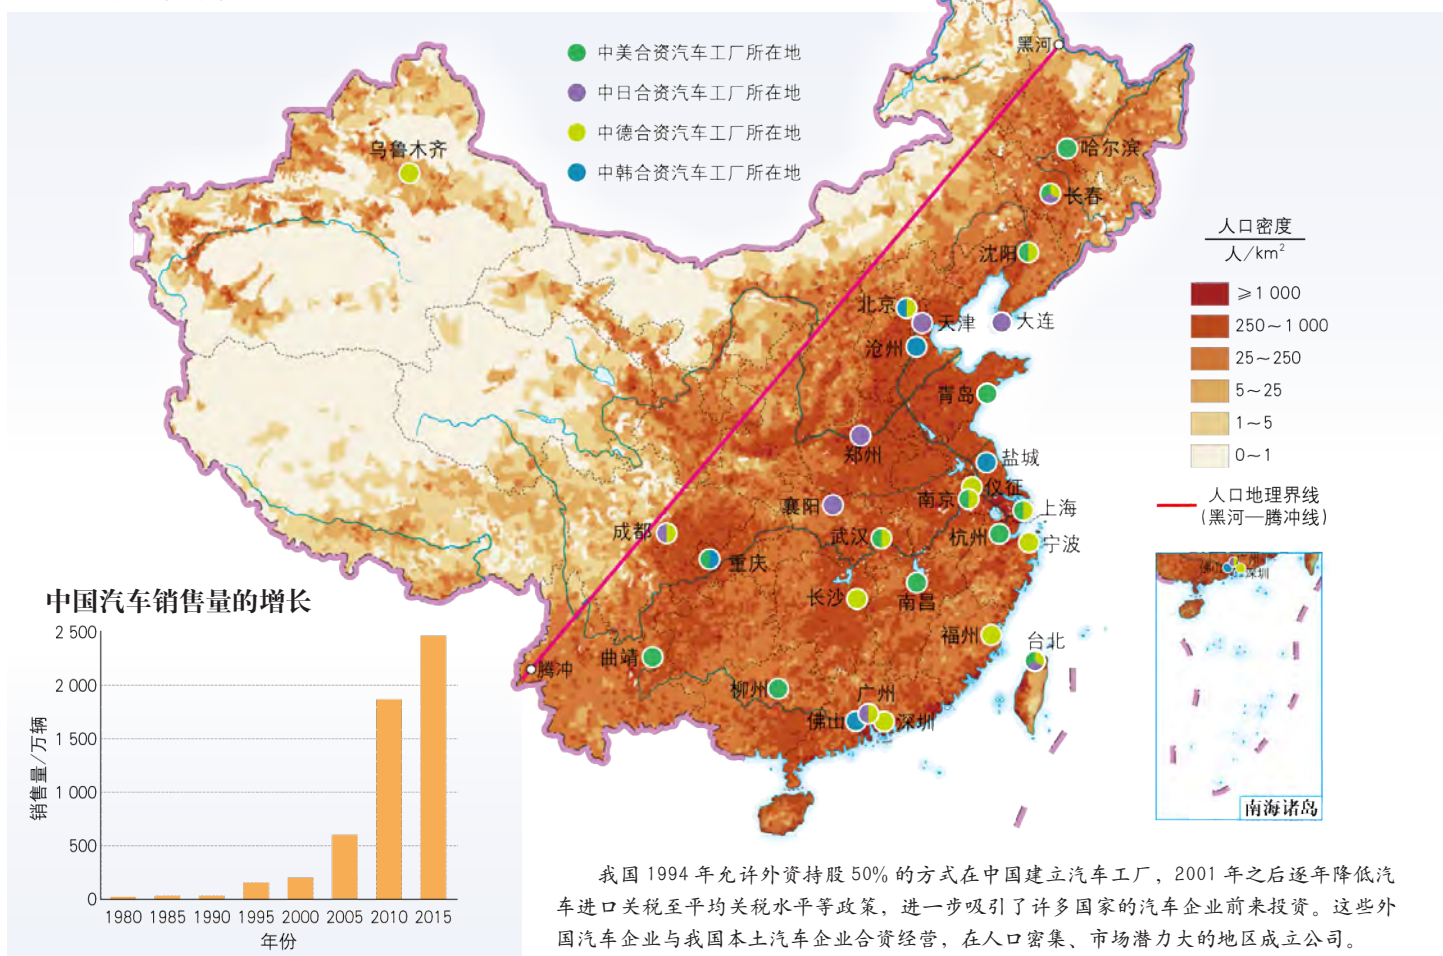 黑河
中美合资汽车工厂所在地
中日合资汽车工厂所在地
中德合资汽车工厂所在地
中韩合资汽车工厂所在地
乌鲁木齐
哈尔滨
长春
沈阳
北京
天津
大连
沧州
青岛
郑州
盐城
仪征
南京
襄阳
上海
成都
武汉
杭州
宁波
重庆
长沙
南昌
福州
台北
曲靖
腾冲
柳州
广州
佛山
深圳
人口密度
人/km²
≥1 000
250～1 000
25～250
5～25
1～5
0～1
人口地理界线
(黑河—腾冲线)
佛山
深圳
南海诸岛
中国汽车销售量的增长
销售量/万辆
2 500
2 000
1 500
1 000
500
0
1980 1985 1990 1995 2000 2005 2010 2015
年份
我国 1994 年允许外资持股 50% 的方式在中国建立汽车工厂，2001 年之后逐年降低汽
车进口关税至平均关税水平等政策，进一步吸引了许多国家的汽车企业前来投资。这些外
国汽车企业与我国本土汽车企业合资经营，在人口密集、市场潜力大的地区成立公司。